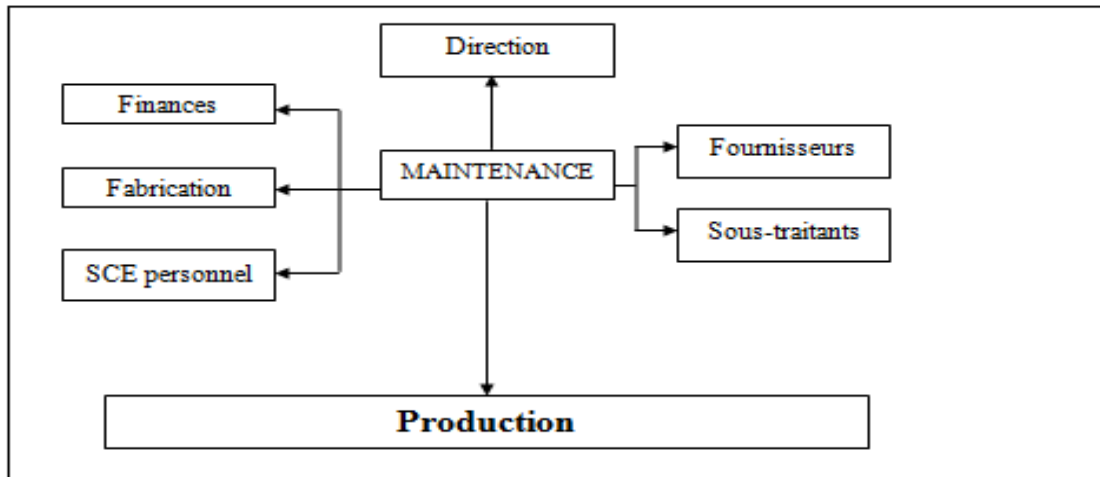 Direction
Finances
Fournisseurs
MAINTENANCE
Fabrication
Sous-traitants
SCE personnel
Production